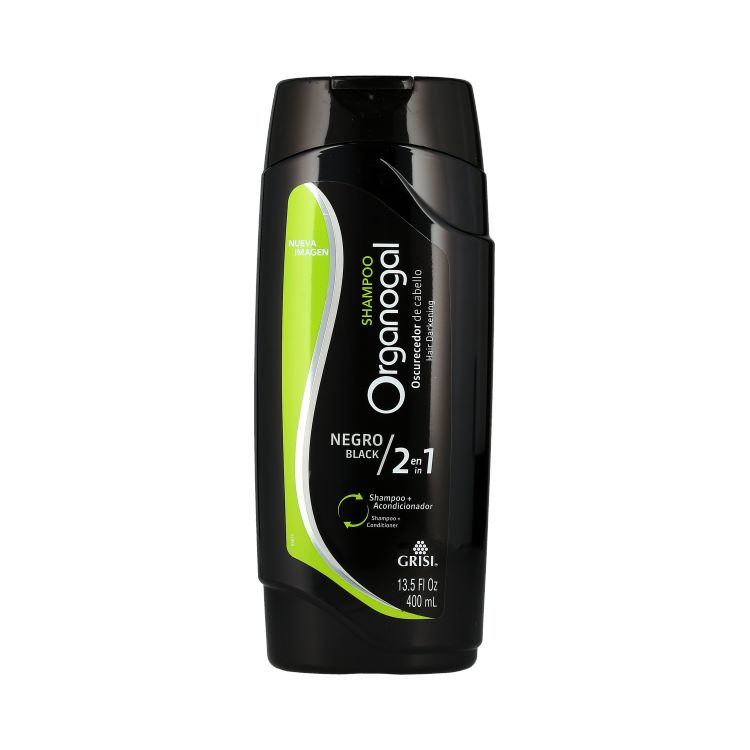 NUEVA
IMAGEN
SHAMPOO
Organogal
Oscurecedor de cabello
Hair Darkening
NEGRO
BLACK
/2 en in 1
Shampoo +
Acondicionador
Shampoo +
Conditioner
GRISI®
13.5 Fl Oz
400 mL